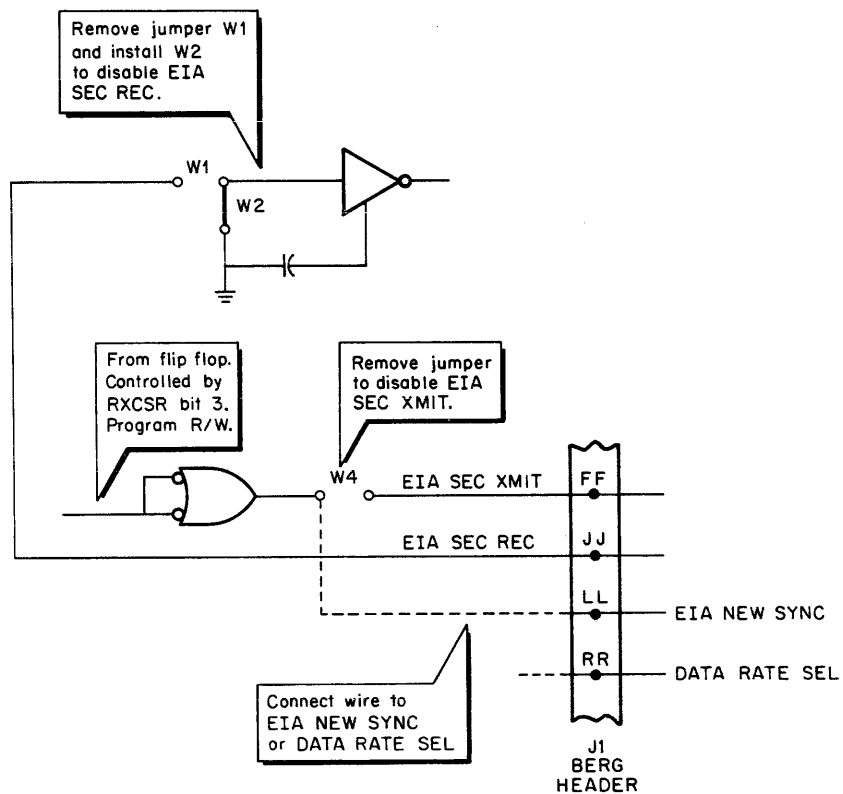 Remove jumper W1
and install W2
to disable EIA
SEC REC.
W1
W2
From flip flop.
Controlled by
RXCSR bit 3.
Program R/W.
Remove jumper
to disable EIA
SEC XMIT.
W4
EIA SEC XMIT
FF
EIA SEC REC
JJ
LL
EIA NEW SYNC
RR
DATA RATE SEL
Connect wire to
EIA NEW SYNC
or DATA RATE SEL
J1
BERG
HEADER